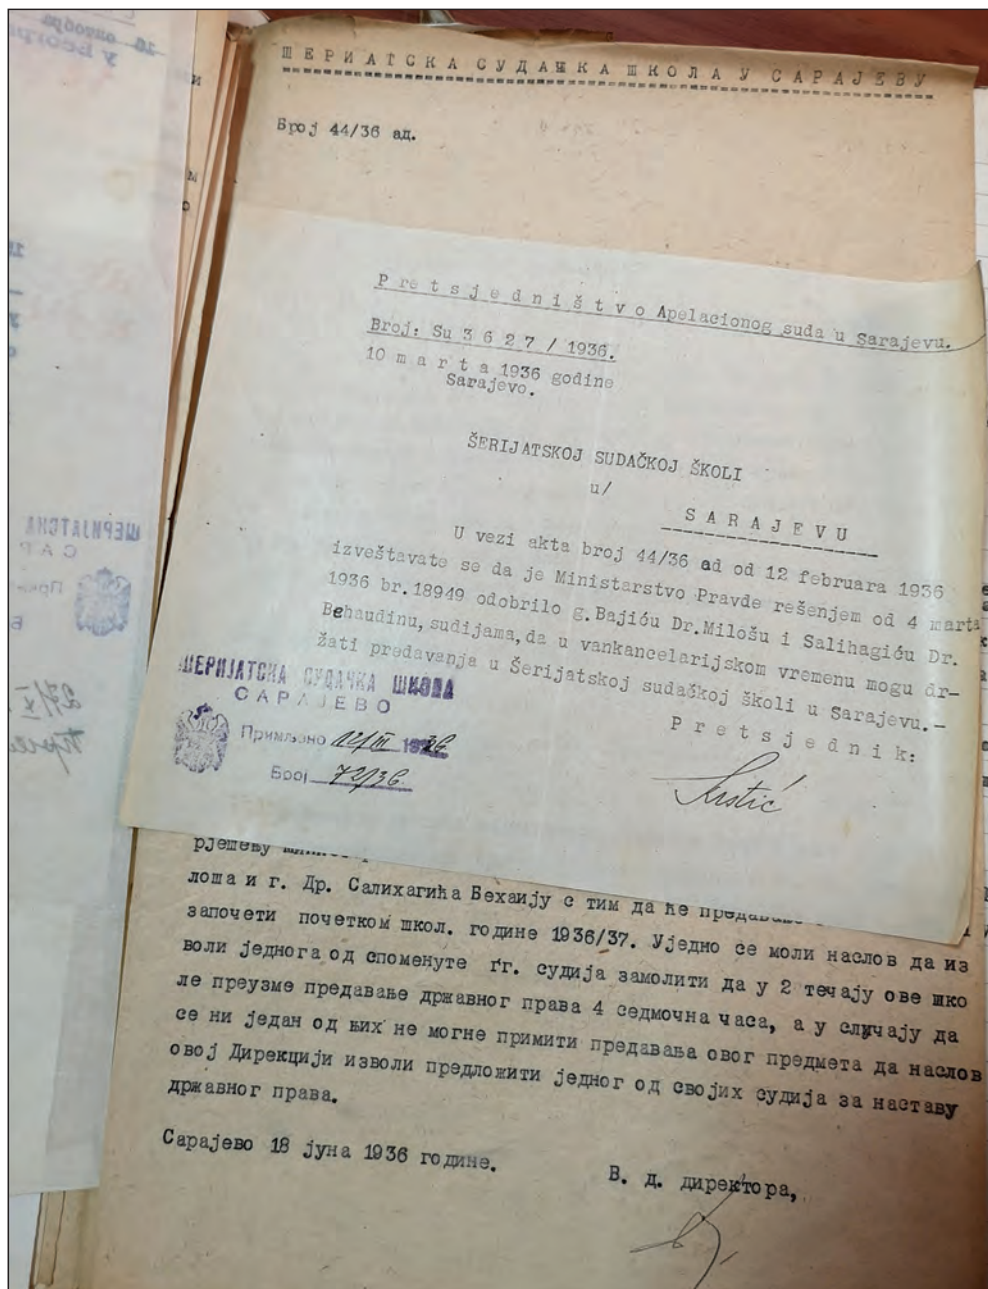 ШЕРИАТСКА СУДАЧКА ШКОЛА У САРАЈЕВУ
Број 44/36 ад.
Pretsjedništvo Apelacionog suda u Sarajevu.
Broj: Su 3627/1936.
10 marta 1936 godine
Sarajevo.
ŠERIJATSKOJ SUDAČKOJ ŠKOLI
u/
SARAJEVU
U vezi akta broj 44/36 ad od 12 februara 1936
izveštavate se da je Ministarstvo Pravde rešenjem od 4 marta
1936 br.18949 odobrilo g.Bajiću Dr.Milošu i Salihagiću Dr.
Behaudinu, sudijama, da u vankancelarijskom vremenu mogu dr-
žati predavanja u Šerijatskoj sudačkoj školi u Sarajevu.-
Pretsjednik:
Krstić
ШЕРИЈАТСКА СУДАЧКА ШКОЛА
САРАЈЕВО
Примљено 12/III 1936
Број 72/36.
лоша и г. Др. Салихагића Бехаију с тим да ће
започети почетком школ. године 1936/37. Уједно се моли наслов да из
воли једнога од споменуте гг. судија замолити да у 2 течају ове шко
ле преузме предавање државног права 4 седмочна часа, а у случају да
се ни један од њих не могне примити предавања овог предмета да наслов
овој Дирекцији изволи предложити једног од својих судија за наставу
државног права.
Сарајево 18 јуна 1936 године.
В. д. директора,